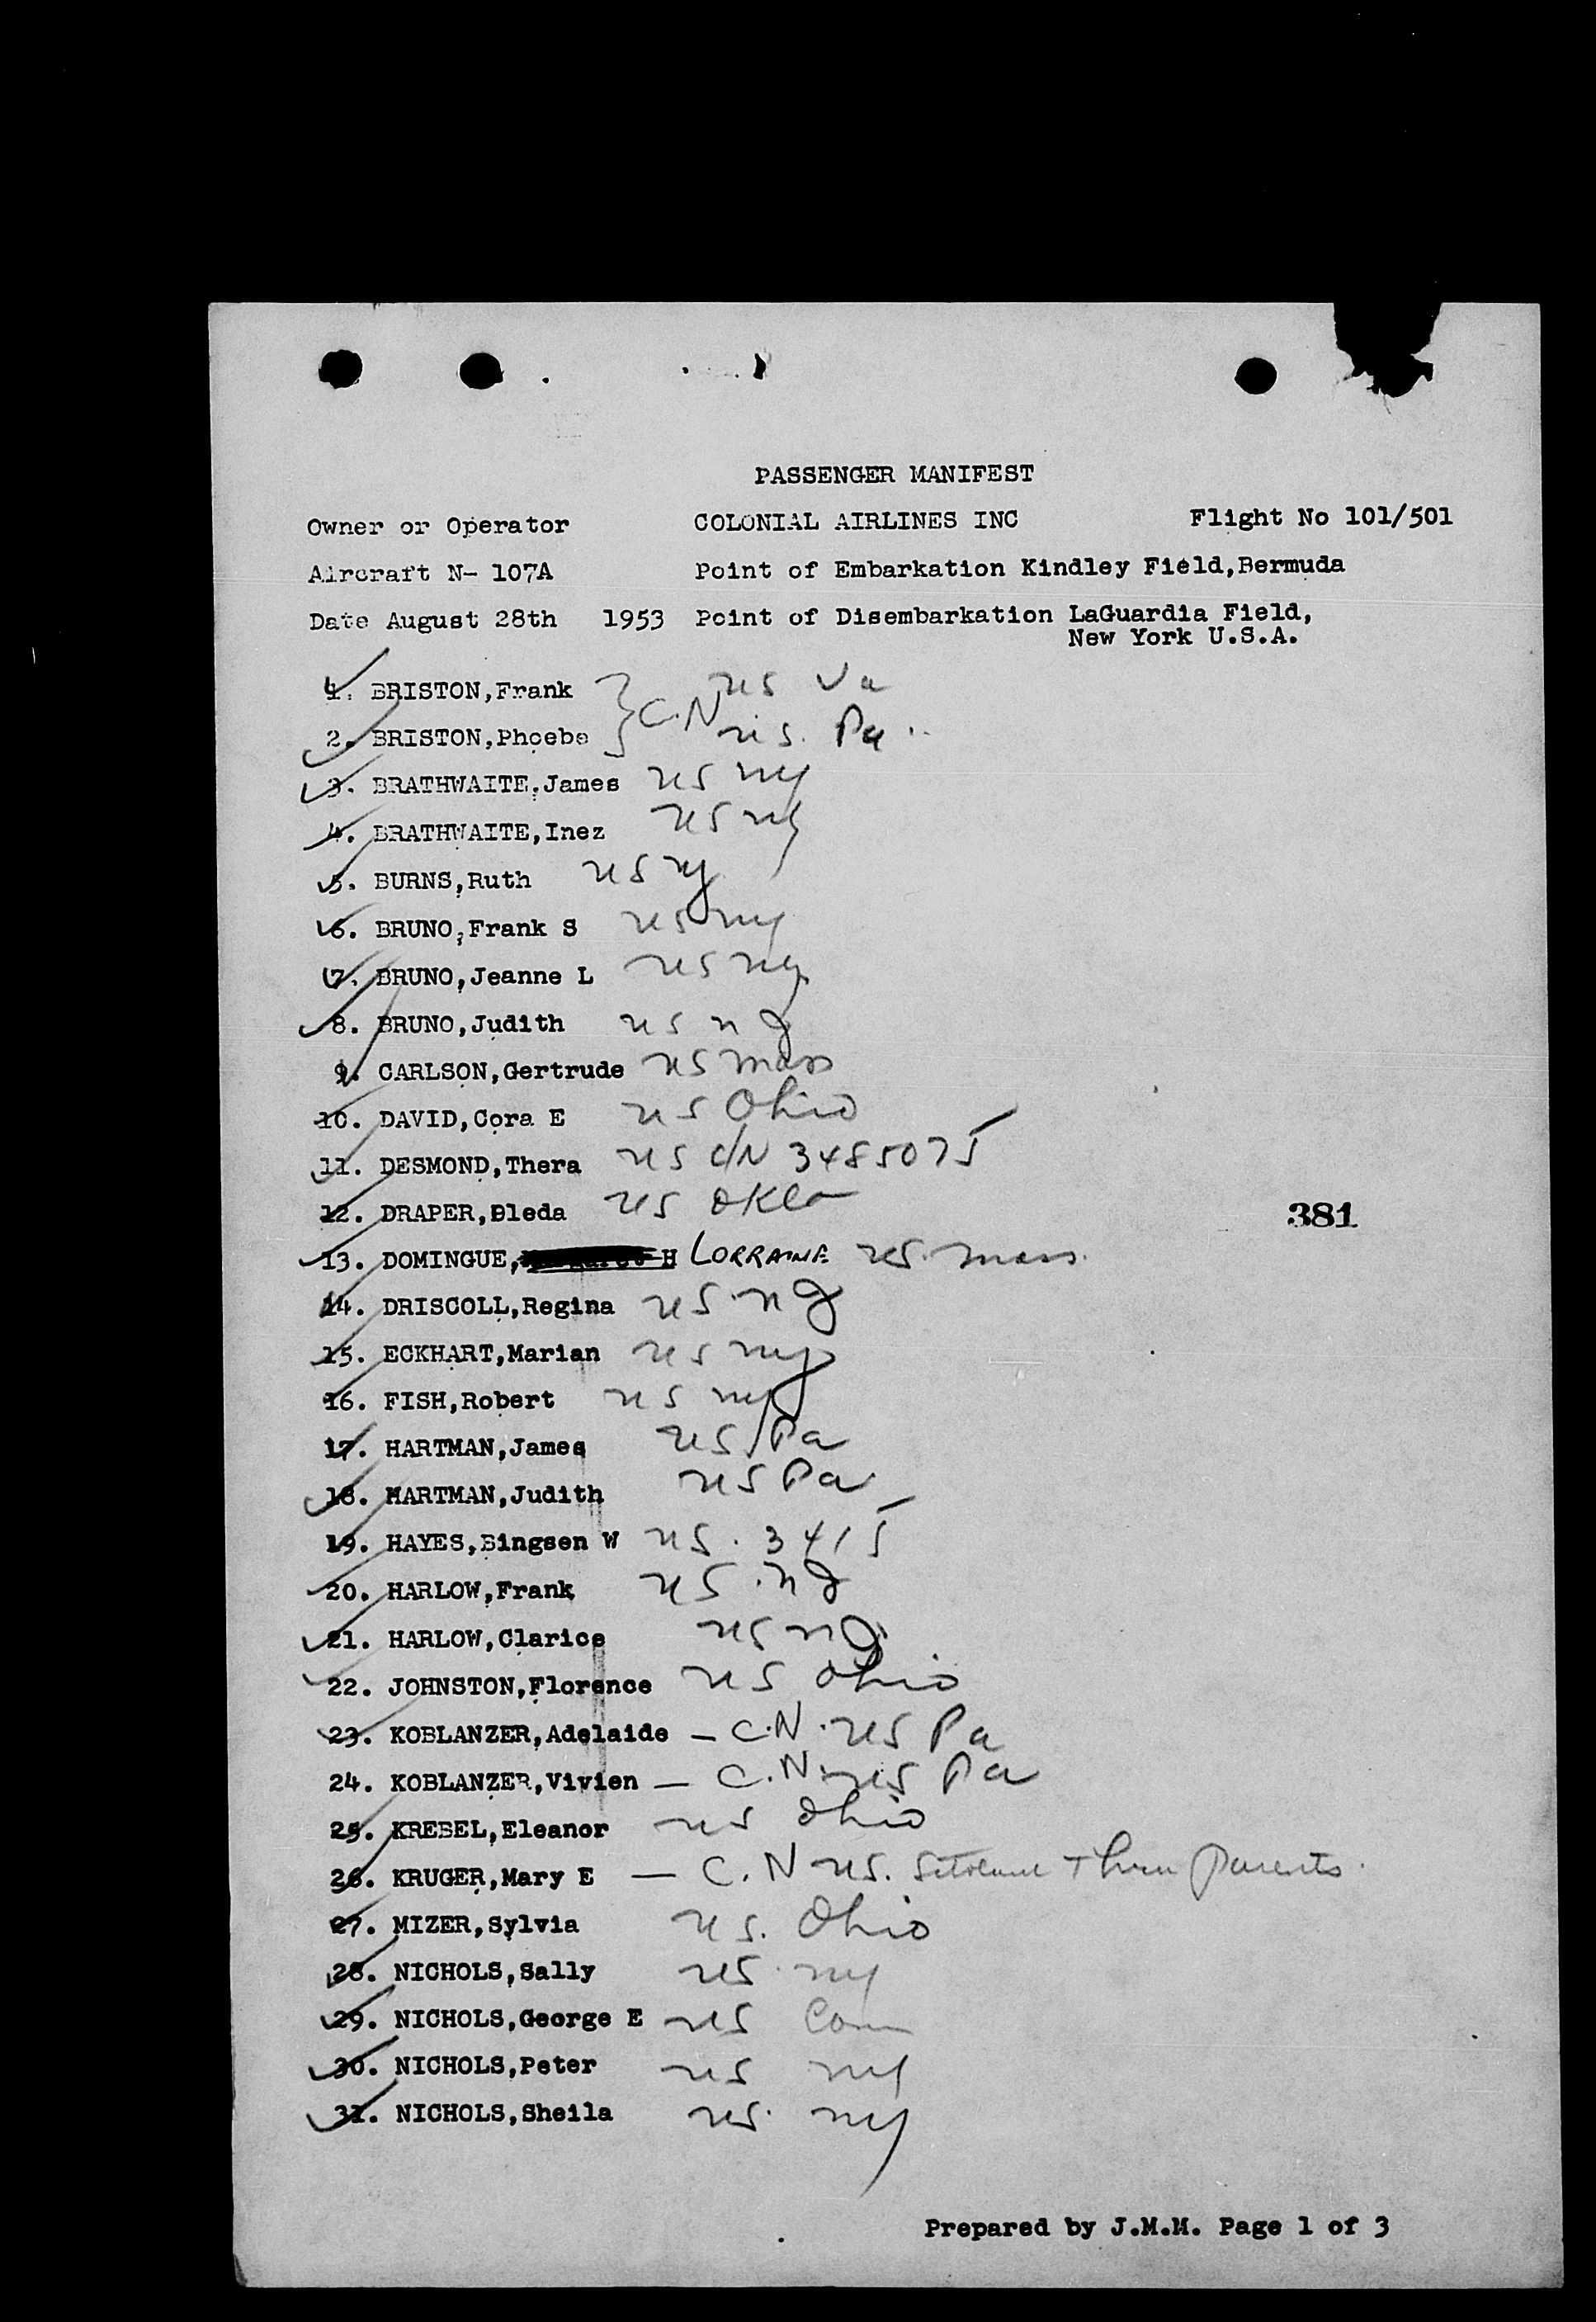 PASSENGER MANIFEST
Owner or Operator COLONIAL AIRLINES INC Flight No 101/501
Aircraft N- 107A Point of Embarkation Kindley Field,Bermuda
Date August 28th 1953 Point of Disembarkation LaGuardia Field,
New York U.S.A.
1. BRISTON,Frank } C.N us Va
2. BRISTON,Phoebe us. Pa.
3. BRATHWAITE,James us ny
4. BRATHWAITE,Inez us ny
5. BURNS,Ruth us ny
6. BRUNO,Frank S us ny
7. BRUNO,Jeanne L us ny
8. BRUNO,Judith us nJ
9. CARLSON,Gertrude us mass
10. DAVID,Cora E us Ohio
11. DESMOND,Thera us c/N 3485075
12. DRAPER,Bleda us okla
381
13. DOMINGUE, H LORRAINE us. mass.
14. DRISCOLL,Regina us. nJ
15. ECKHART,Marian us ny
16. FISH,Robert us ny
17. HARTMAN,James us Pa
18. HARTMAN,Judith us Pa
19. HAYES,Bingsen W us. 3415
20. HARLOW,Frank us. nJ
21. HARLOW,Clarice us nJ
22. JOHNSTON,Florence us Ohio
23. KOBLANZER,Adelaide — C.N. us Pa
24. KOBLANZER,Vivien — C.N. us Pa
25. KREBEL,Eleanor us Ohio
26. KRUGER,Mary E — C.N us. Thru Parents.
27. MIZER,Sylvia us. Ohio
28. NICHOLS,Sally us. ny
29. NICHOLS,George E us Conn
30. NICHOLS,Peter us ny
31. NICHOLS,Sheila us. ny
Prepared by J.M.M. Page 1 of 3